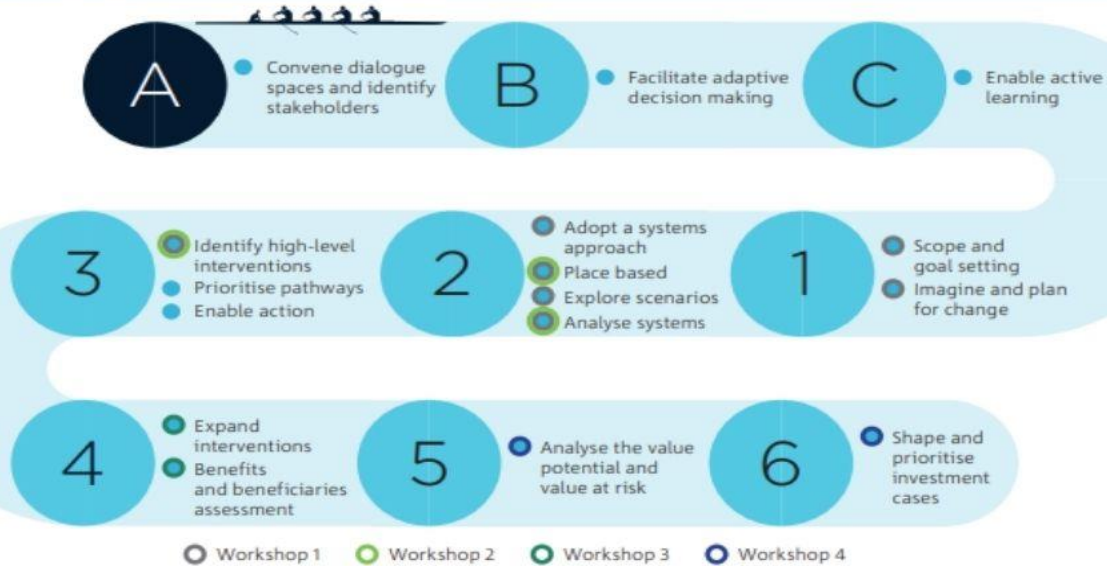 A
Convene dialogue
spaces and identify
stakeholders
B
Facilitate adaptive
decision making
C
Enable active
learning
1
Scope and
goal setting
Imagine and plan
for change
2
Adopt a systems
approach
Place based
Explore scenarios
Analyse systems
3
Identify high-level
interventions
Prioritise pathways
Enable action
4
Expand
interventions
Benefits
and beneficiaries
assessment
5
Analyse the value
potential and
value at risk
6
Shape and
prioritise
investment
cases
Workshop 1
Workshop 2
Workshop 3
Workshop 4